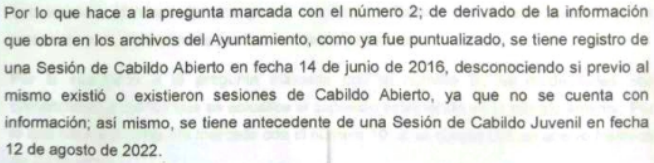 Por lo que hace a la pregunta marcada con el número 2; de derivado de la información
que obra en los archivos del Ayuntamiento, como ya fue puntualizado, se tiene registro de
una Sesión de Cabildo Abierto en fecha 14 de junio de 2016, desconociendo si previo al
mismo existió o existieron sesiones de Cabildo Abierto, ya que no se cuenta con
información; así mismo, se tiene antecedente de una Sesión de Cabildo Juvenil en fecha
12 de agosto de 2022.